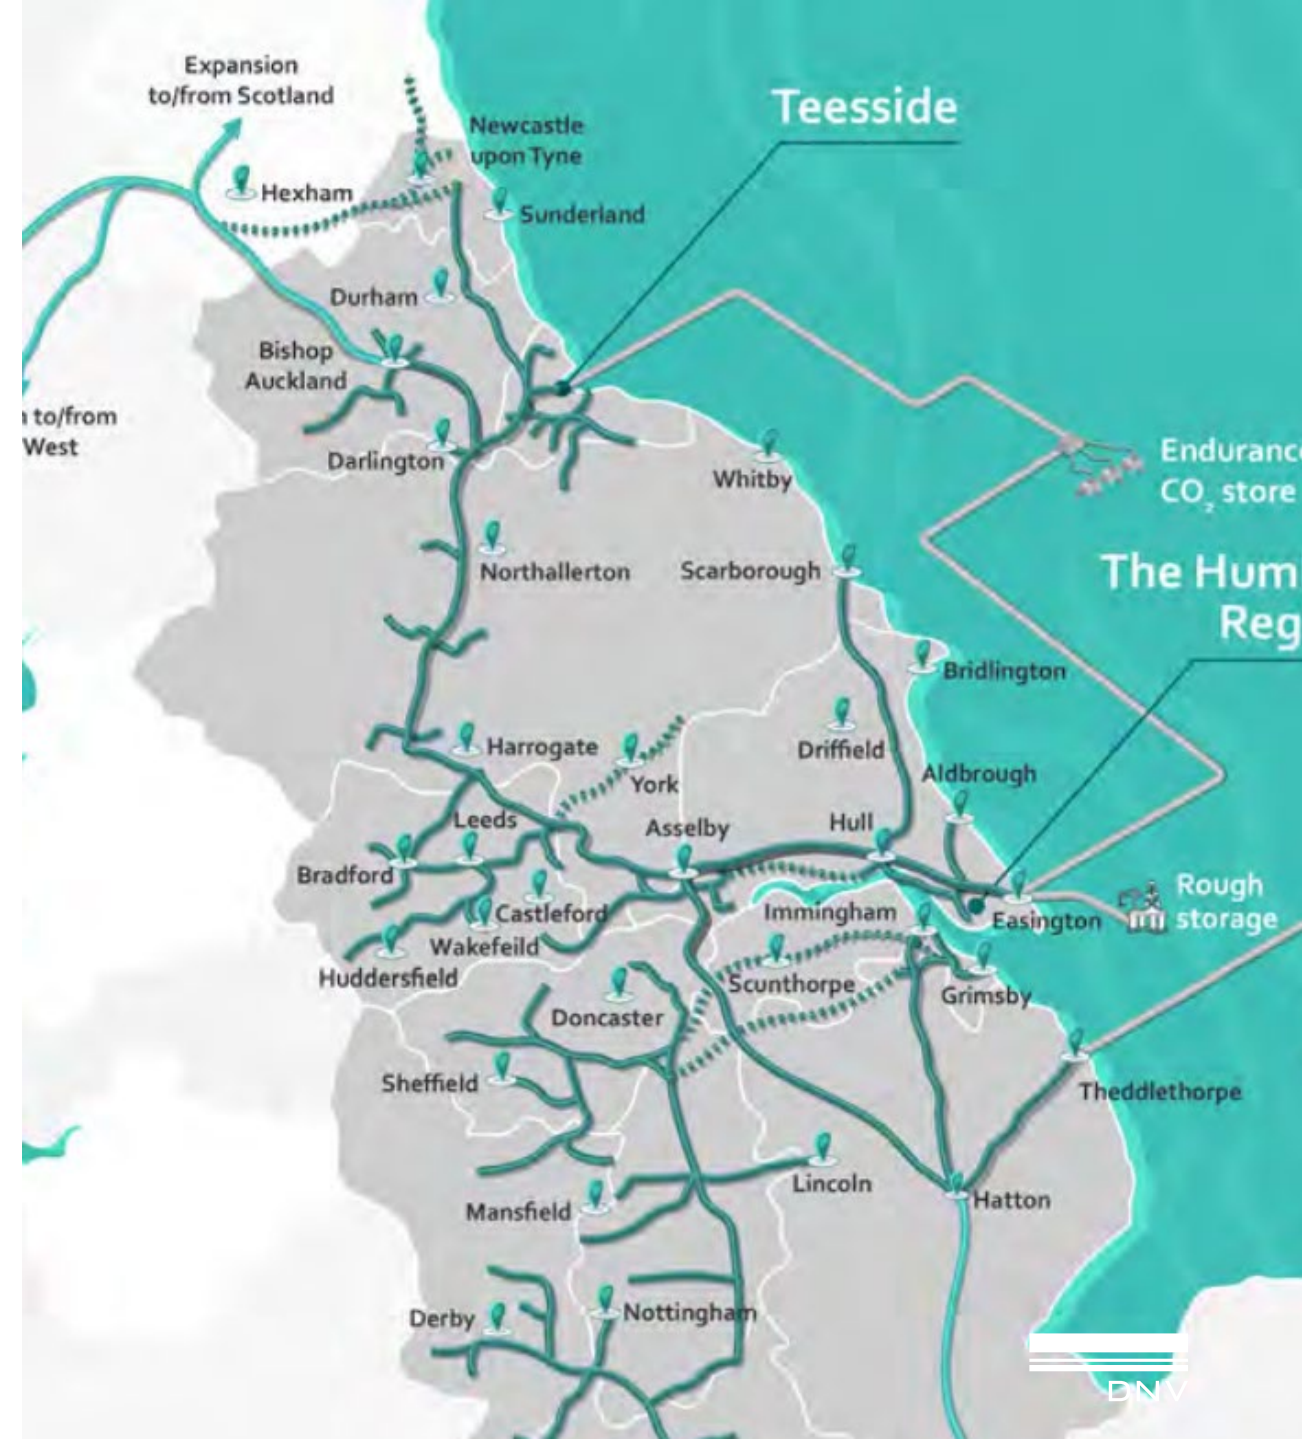 Expansion
to/from Scotland
Teesside
Newcastle
upon Tyne
Hexham
Sunderland
Durham
Bishop
Auckland
to/from
West
Darlington
Whitby
Enduranc
CO₂ store
Northallerton
Scarborough
The Hum
Reg
Bridlington
Harrogate
Driffield
York
Aldbrough
Leeds
Asselby
Hull
Bradford
Rough
storage
Castleford
Immingham
Easington
Wakefeild
Huddersfield
Scunthorpe
Grimsby
Doncaster
Sheffield
Theddlethorpe
Lincoln
Mansfield
Hatton
Derby
Nottingham
DNV